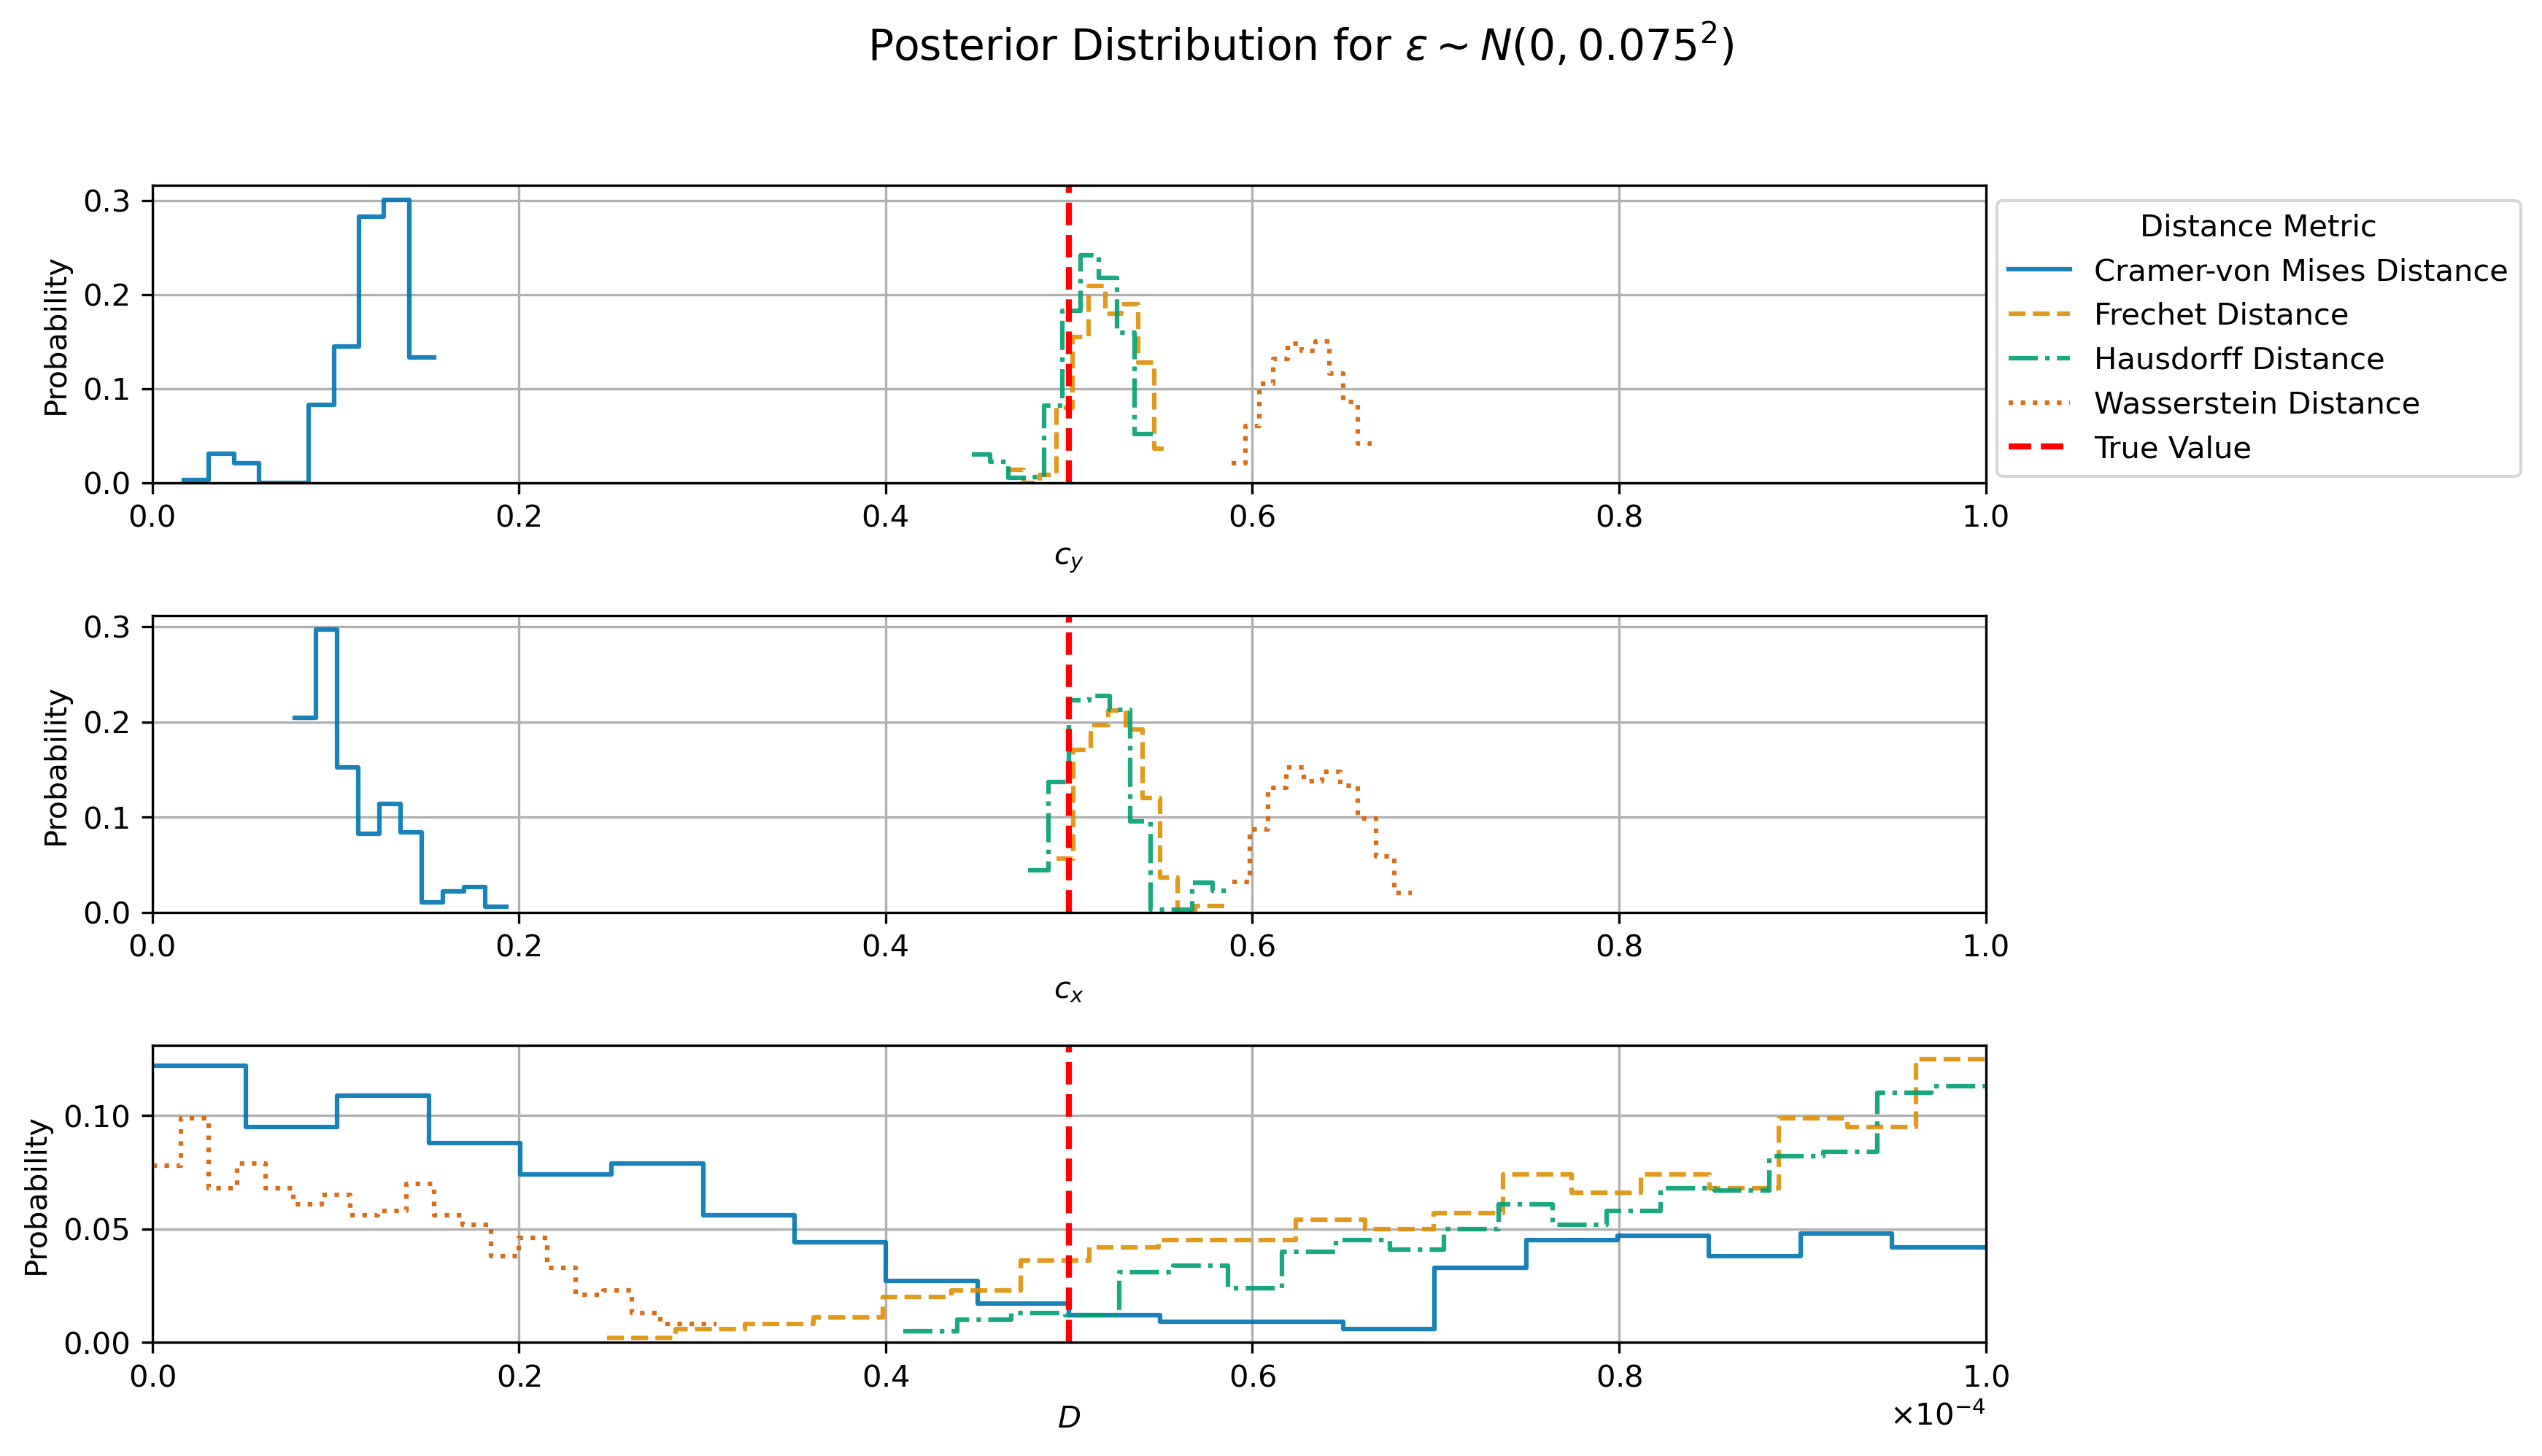 Posterior Distribution for ε ~ N(0, 0.075²)
0.3
0.2
0.1
0.0
Probability
0.0 0.2 0.4 0.6 0.8 1.0
c_y
Distance Metric
Cramer-von Mises Distance
Frechet Distance
Hausdorff Distance
Wasserstein Distance
True Value
0.3
0.2
0.1
0.0
Probability
0.0 0.2 0.4 0.6 0.8 1.0
c_x
0.10
0.05
0.00
Probability
0.0 0.2 0.4 0.6 0.8 1.0
D
×10⁻⁴